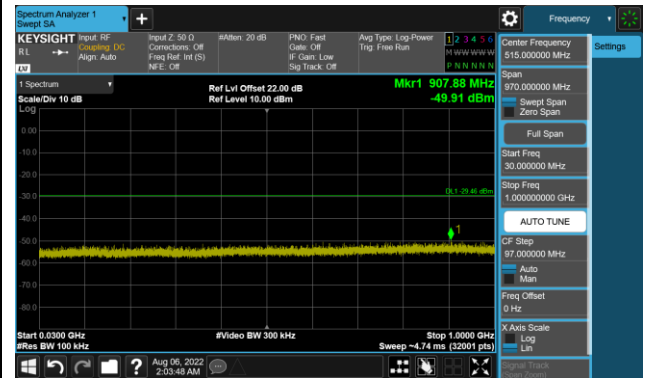 Spectrum Analyzer 1
Swept SA
Frequency
KEYSIGHT
RL
LXI
Input: RF
Coupling: DC
Align: Auto
Input Z: 50 Ω
Corrections: Off
Freq Ref: Int (S)
NFE: Off
#Atten: 20 dB
PNO: Fast
Gate: Off
IF Gain: Low
Sig Track: Off
Avg Type: Log-Power
Trig: Free Run
1 2 3 4 5 6
M W W W W W
P N N N N N
Center Frequency
515.000000 MHz
Settings
1 Spectrum
Scale/Div 10 dB
Log
Ref Lvl Offset 22.00 dB
Ref Level 10.00 dBm
Mkr1 907.88 MHz
-49.91 dBm
Span
970.000000 MHz
Swept Span
Zero Span
Full Span
Start Freq
30.000000 MHz
Stop Freq
1.000000000 GHz
AUTO TUNE
CF Step
97.000000 MHz
Auto
Man
Freq Offset
0 Hz
X Axis Scale
Log
Lin
Signal Track
(Span Zoom)
0.00
-10.0
-20.0
-30.0
DL1 -29.46 dBm
-40.0
1
-50.0
-60.0
-70.0
-80.0
Start 0.0300 GHz
#Res BW 100 kHz
#Video BW 300 kHz
Stop 1.0000 GHz
Sweep ~4.74 ms (32001 pts)
?
Aug 06, 2022
2:03:48 AM